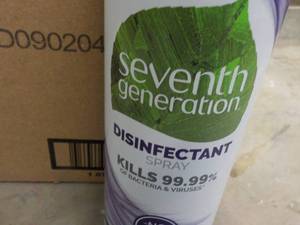 D090204
seventh
generation
DISINFECTANT
SPRAY
KILLS 99.99%
OF BACTERIA & VIRUSES